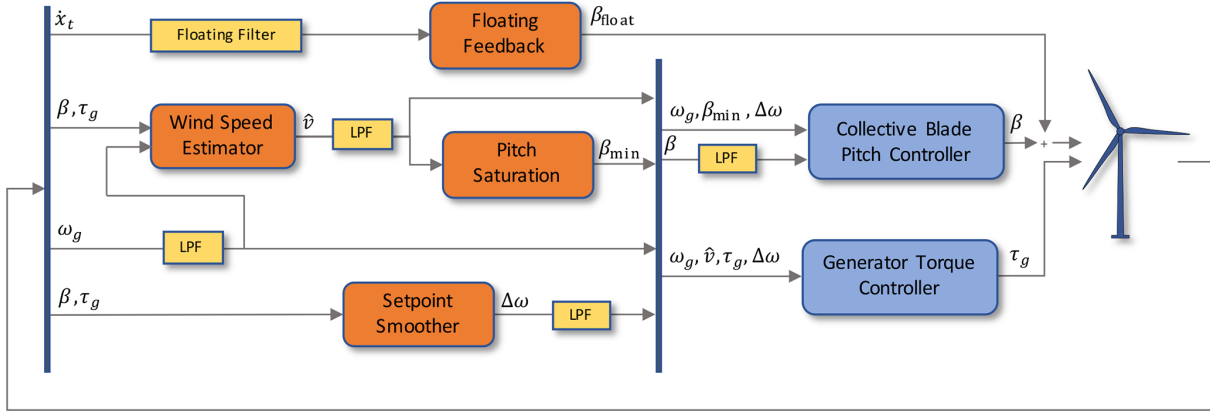 ẋₜ
Floating Filter
Floating
Feedback
β_float
β, τ_g
Wind Speed
Estimator
v̂
LPF
Pitch
Saturation
β_min
ω_g, β_min , Δω
β
LPF
Collective Blade
Pitch Controller
β
+
ω_g
LPF
ω_g, v̂, τ_g, Δω
Generator Torque
Controller
τ_g
β, τ_g
Setpoint
Smoother
Δω
LPF